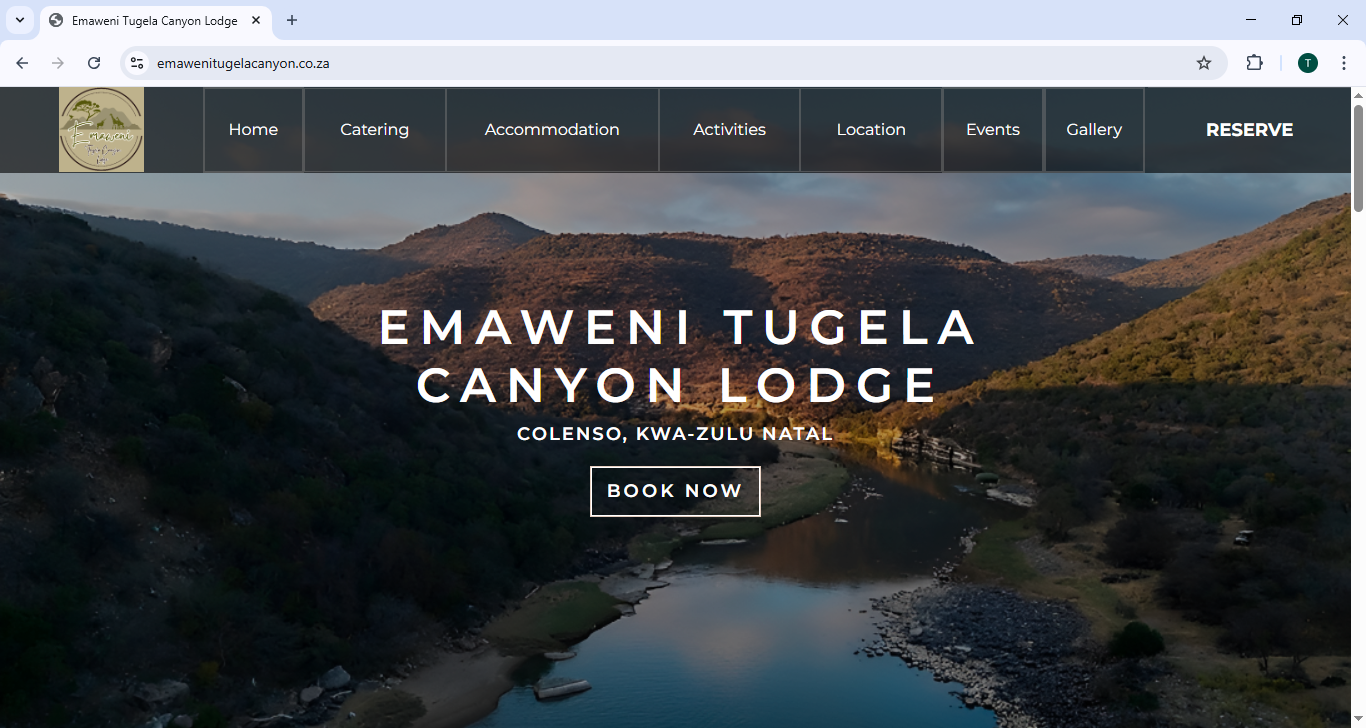 Emaweni Tugela Canyon Lodge
emawenitugelacanyon.co.za
T
Emaweni
Home
Catering
Accommodation
Activities
Location
Events
Gallery
RESERVE
EMAWENI TUGELA
CANYON LODGE
COLENSO, KWA-ZULU NATAL
BOOK NOW